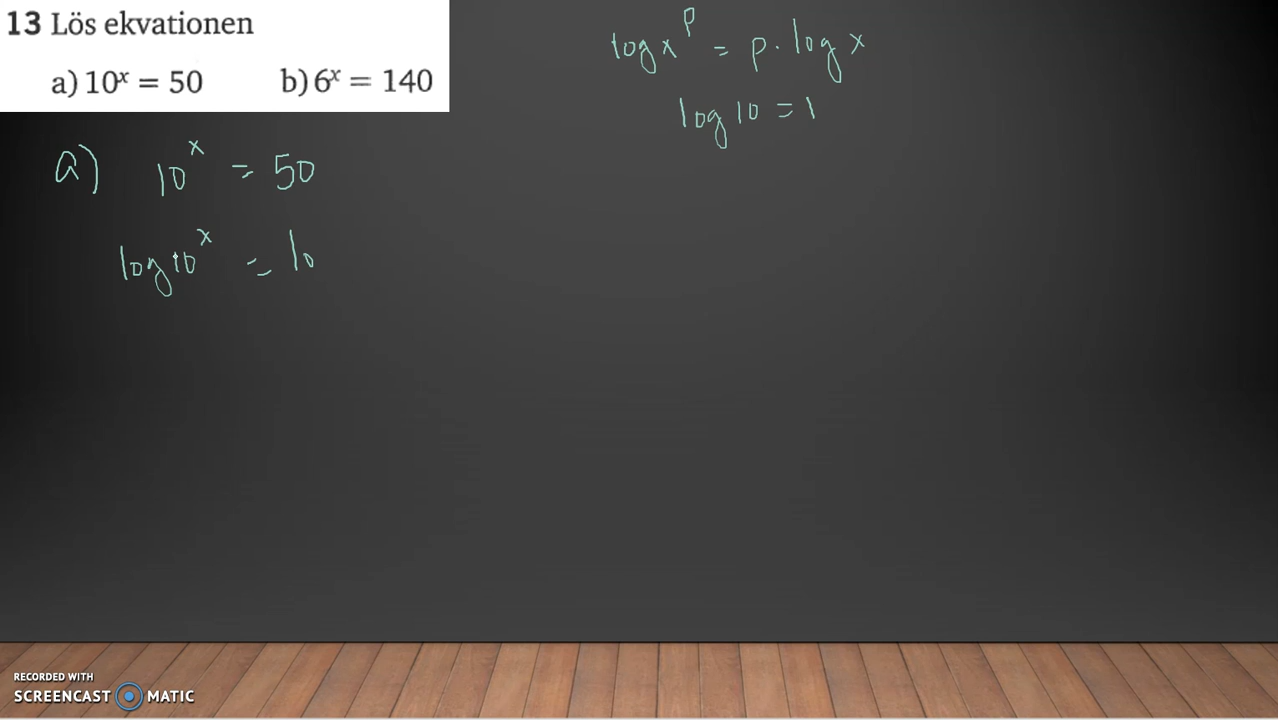 13 Lös ekvationen
a) 10ˣ = 50 b) 6ˣ = 140
log xᵖ = p · log x
log 10 = 1
a) 10ˣ = 50
log 10ˣ = lo
RECORDED WITH
SCREENCAST MATIC